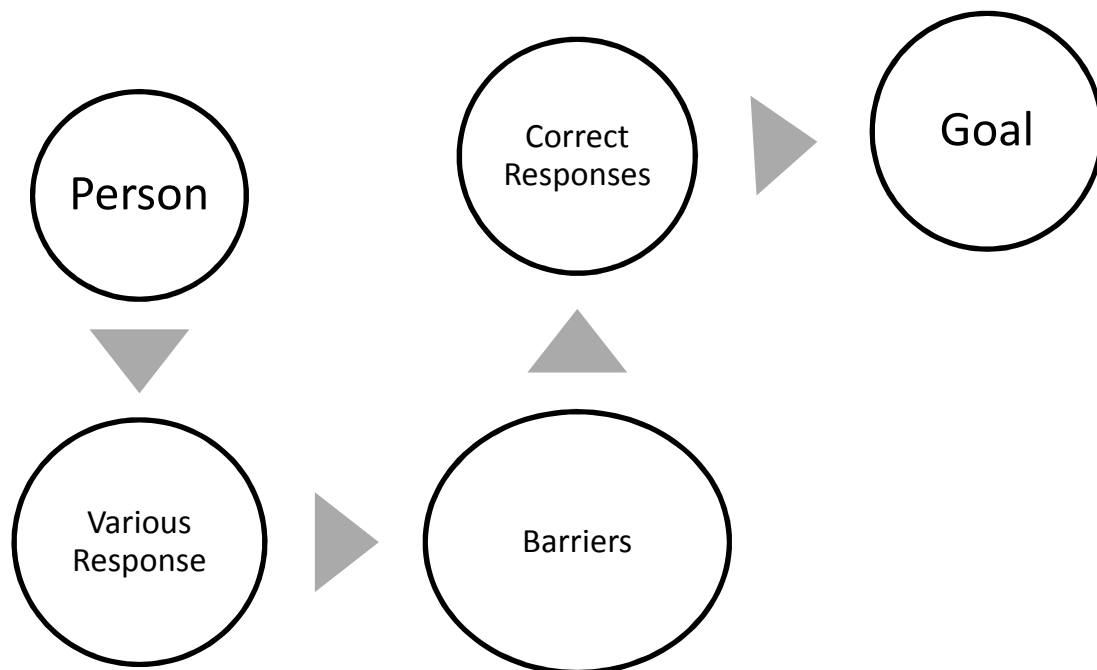 Person
Various
Response
Barriers
Correct
Responses
Goal